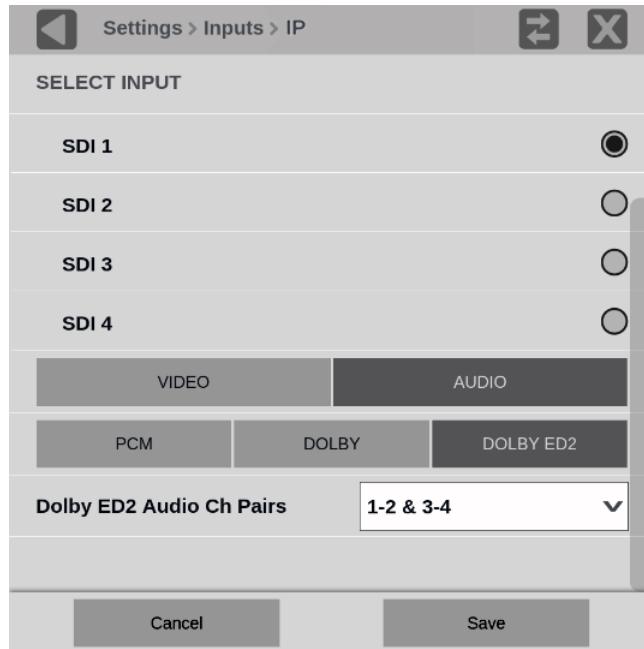 Settings > Inputs > IP
SELECT INPUT
SDI 1
SDI 2
SDI 3
SDI 4
VIDEO AUDIO
PCM DOLBY DOLBY ED2
Dolby ED2 Audio Ch Pairs 1-2 & 3-4
Cancel Save